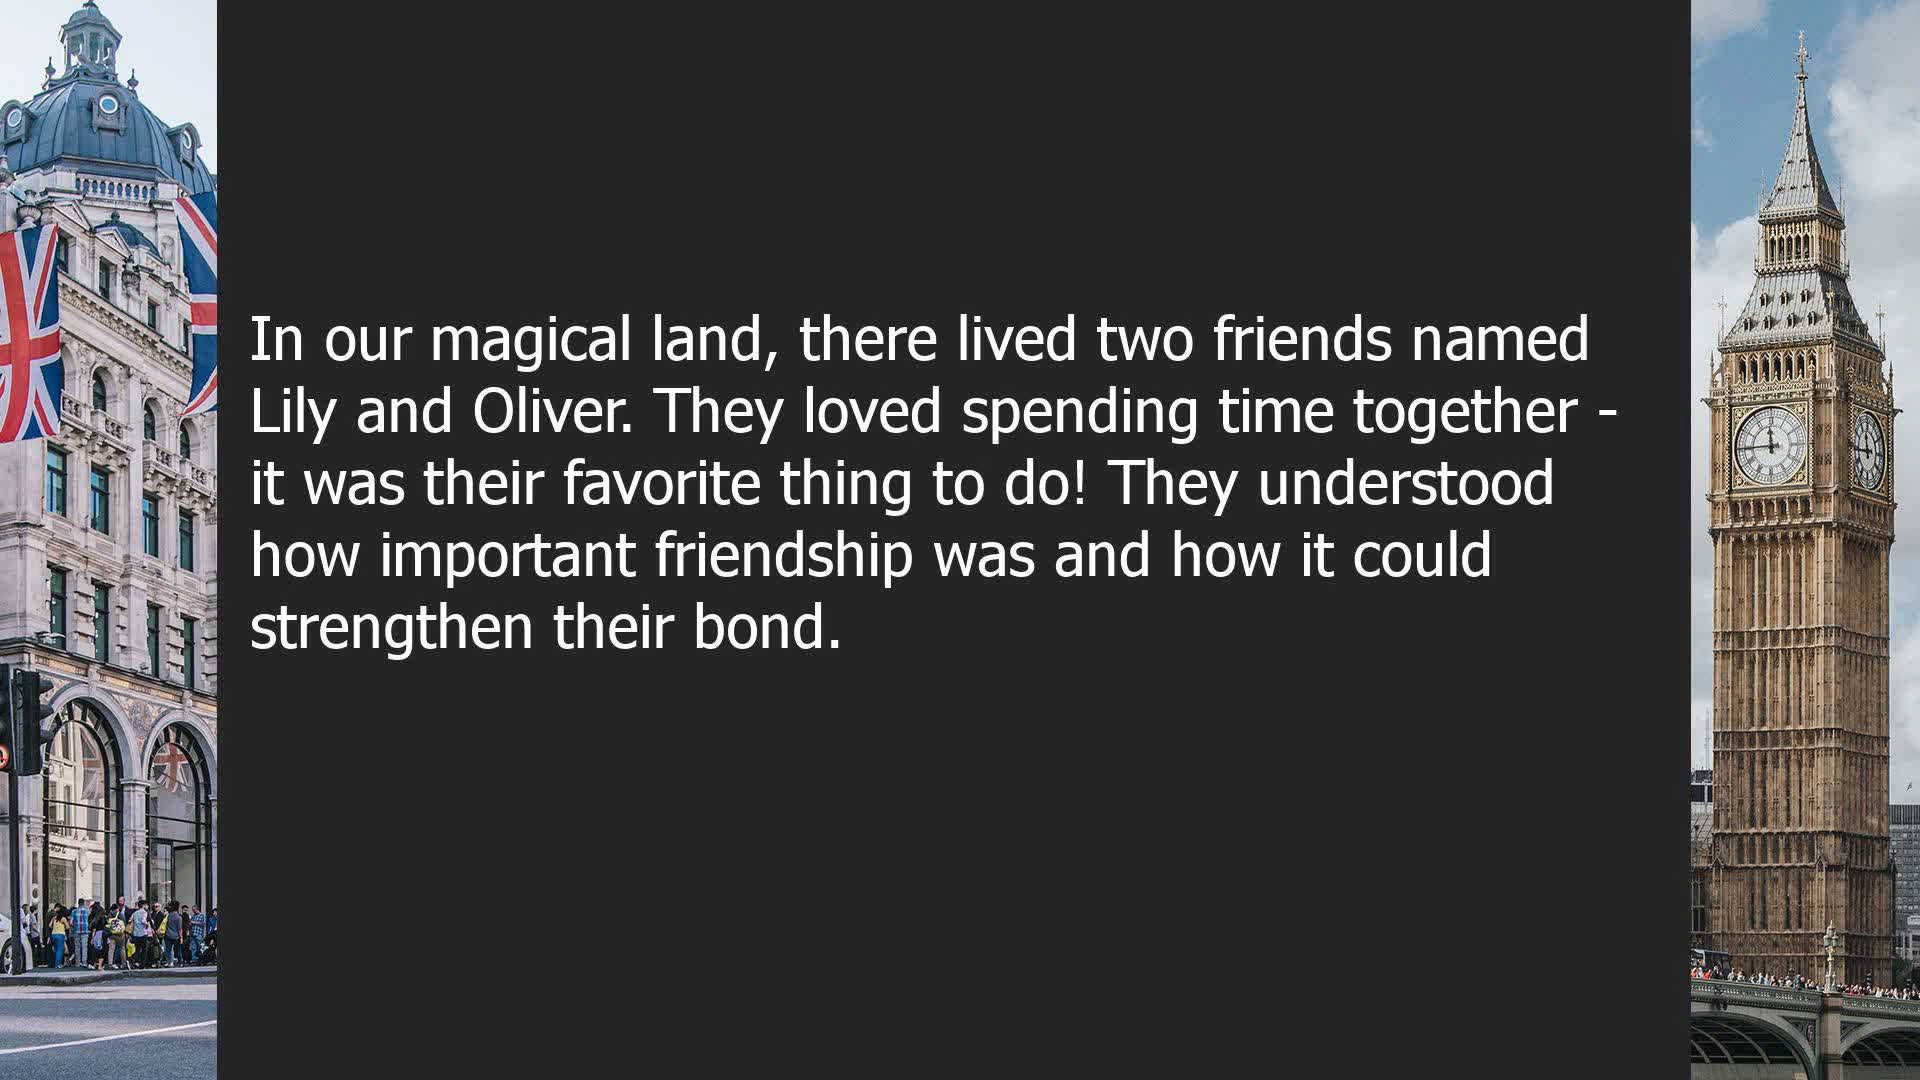 In our magical land, there lived two friends named
Lily and Oliver. They loved spending time together -
it was their favorite thing to do! They understood
how important friendship was and how it could
strengthen their bond.